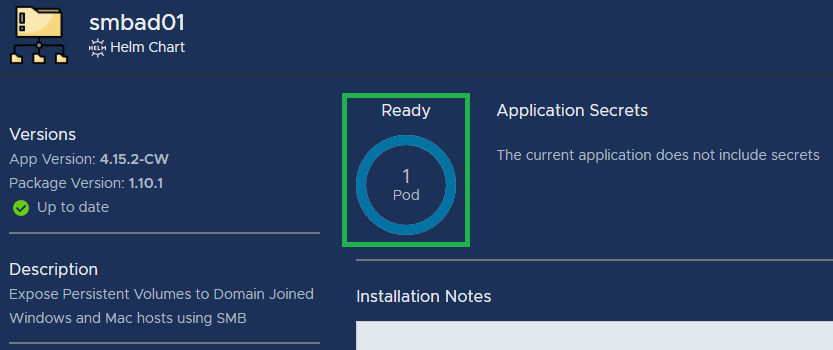 smbad01
HELM Helm Chart
Versions
App Version: 4.15.2-CW
Package Version: 1.10.1
Up to date
Description
Expose Persistent Volumes to Domain Joined
Windows and Mac hosts using SMB
Ready
1
Pod
Application Secrets
The current application does not include secrets
Installation Notes